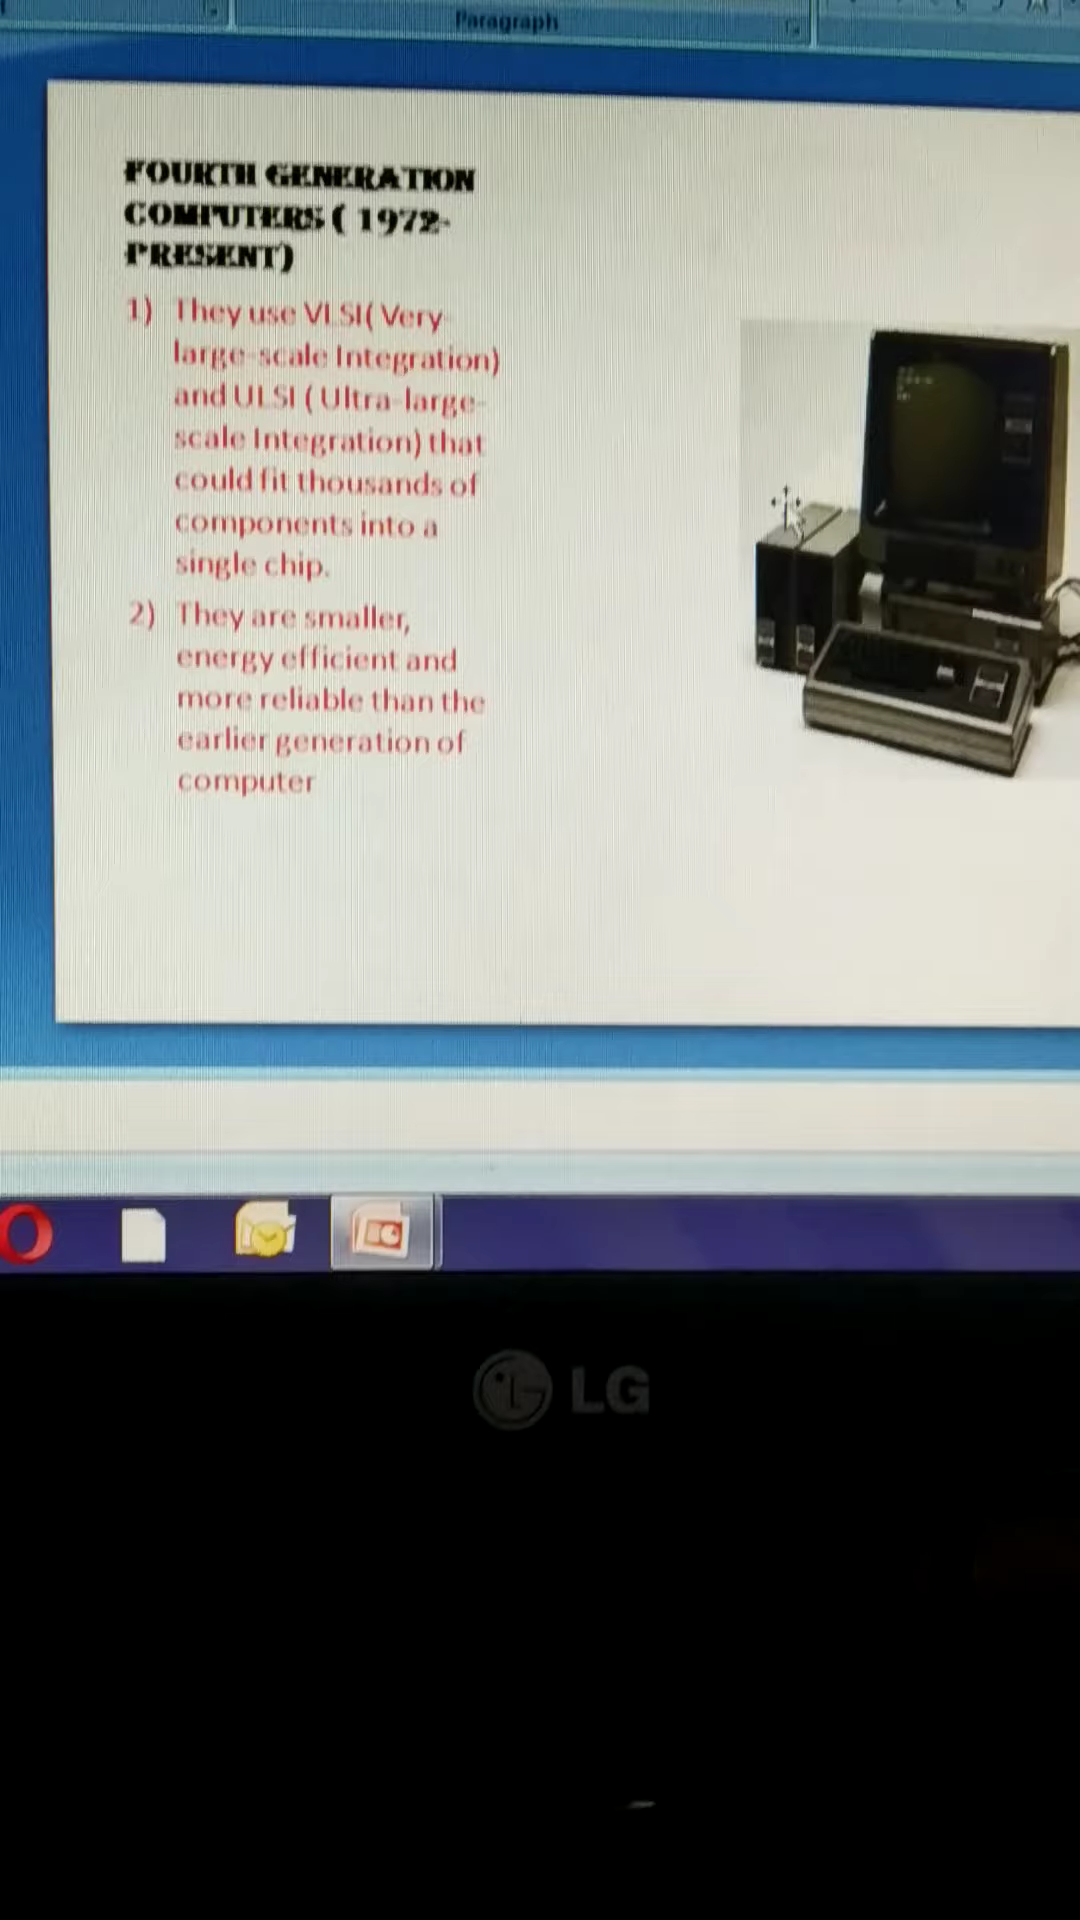 Paragraph
FOURTH GENERATION
COMPUTERS ( 1972-
PRESENT)
1) They use VLSI( Very-
large-scale Integration)
and ULSI ( Ultra-large-
scale Integration) that
could fit thousands of
components into a
single chip.
2) They are smaller,
energy efficient and
more reliable than the
earlier generation of
computer
LG